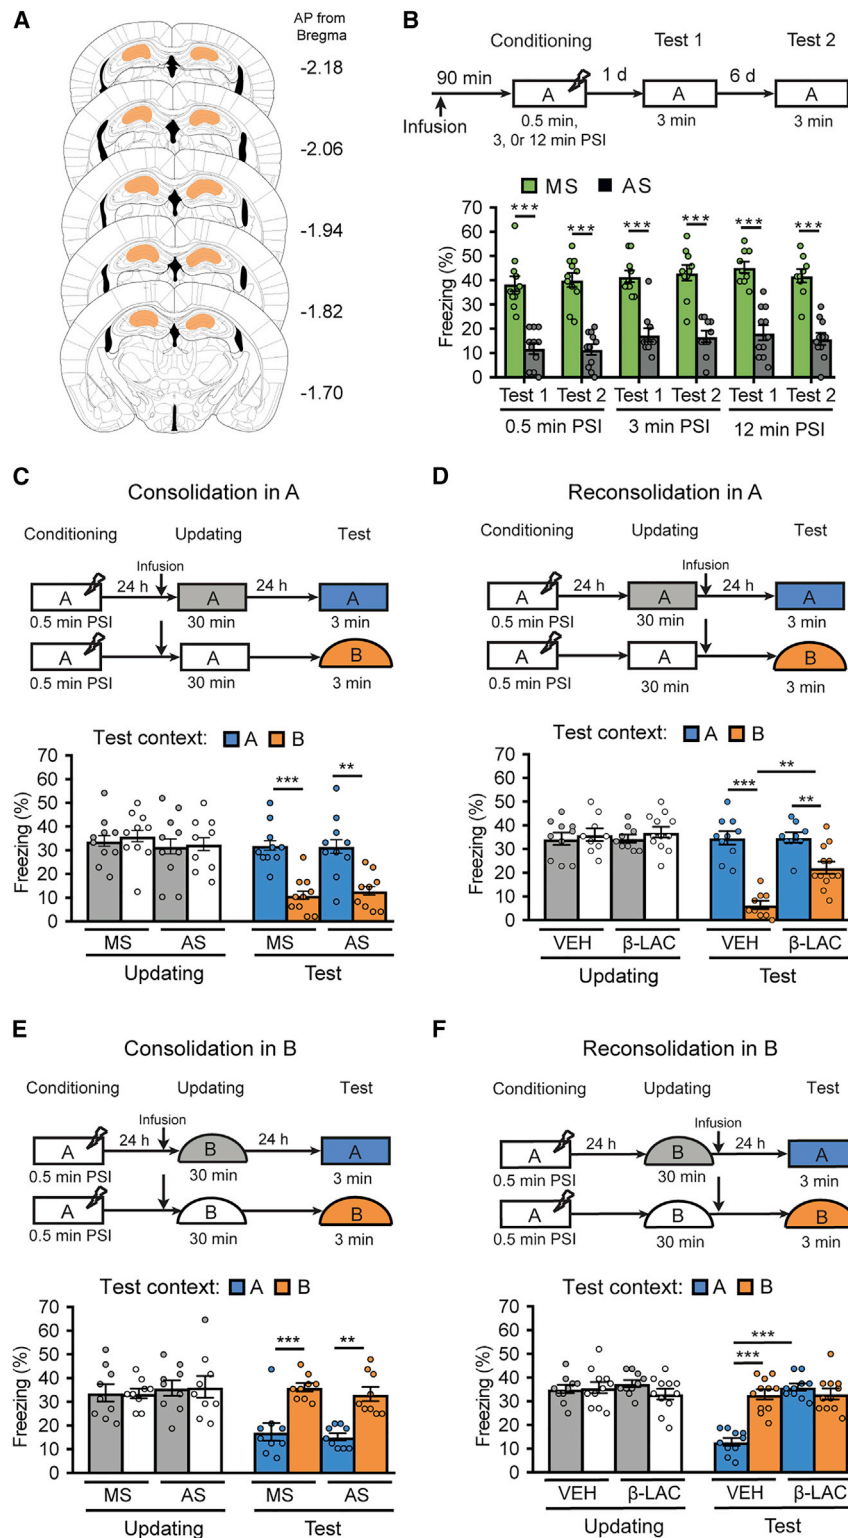 A
AP from
Bregma
-2.18
-2.06
-1.94
-1.82
-1.70
B
Conditioning
Test 1
Test 2
90 min
A
1 d
A
6 d
A
Infusion
0.5 min,
3, 0r 12 min PSI
3 min
3 min
MS
AS
Freezing (%)
70
60
50
40
30
20
10
0
***
***
***
***
***
***
Test 1
Test 2
Test 1
Test 2
Test 1
Test 2
0.5 min PSI
3 min PSI
12 min PSI
C
Consolidation in A
Conditioning
Updating
Test
Infusion
A
24 h
A
24 h
A
0.5 min PSI
30 min
3 min
A
A
B
0.5 min PSI
30 min
3 min
Test context:
A
B
Freezing (%)
70
60
50
40
30
20
10
0
***
**
MS
AS
MS
AS
Updating
Test
D
Reconsolidation in A
Conditioning
Updating
Test
Infusion
A
24 h
A
24 h
A
0.5 min PSI
30 min
3 min
A
A
B
0.5 min PSI
30 min
3 min
Test context:
A
B
Freezing (%)
70
60
50
40
30
20
10
0
**
***
**
VEH
β-LAC
VEH
β-LAC
Updating
Test
E
Consolidation in B
Conditioning
Updating
Test
Infusion
A
24 h
B
24 h
A
0.5 min PSI
30 min
3 min
A
B
B
0.5 min PSI
30 min
3 min
Test context:
A
B
Freezing (%)
70
60
50
40
30
20
10
0
***
**
MS
AS
MS
AS
Updating
Test
F
Reconsolidation in B
Conditioning
Updating
Test
Infusion
A
24 h
B
24 h
A
0.5 min PSI
30 min
3 min
A
B
B
0.5 min PSI
30 min
3 min
Test context:
A
B
Freezing (%)
70
60
50
40
30
20
10
0
***
***
VEH
β-LAC
VEH
β-LAC
Updating
Test